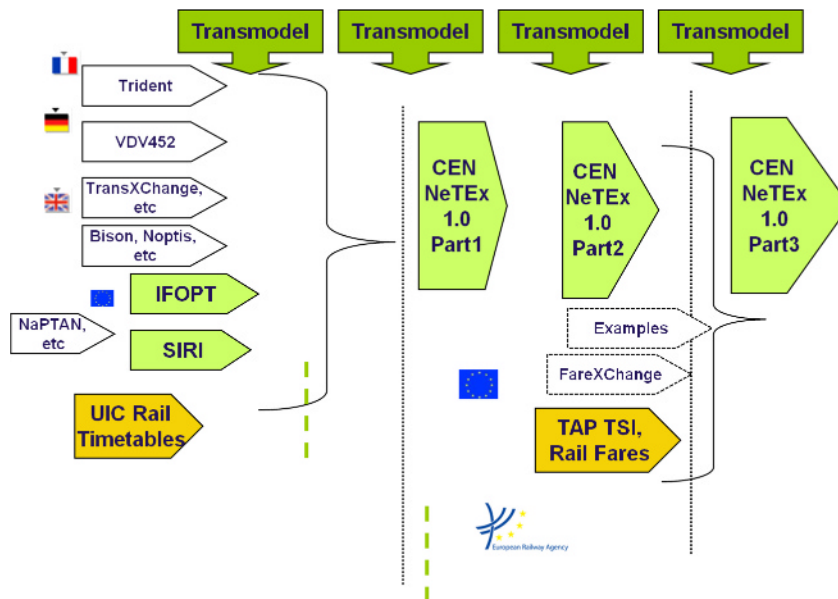 Transmodel
Transmodel
Transmodel
Transmodel
Trident
VDV452
TransXChange,
etc
Bison, Noptis,
etc
IFOPT
NaPTAN,
etc
SIRI
UIC Rail
Timetables
CEN
NeTEx
1.0
Part1
CEN
NeTEx
1.0
Part2
Examples
FareXChange
TAP TSI,
Rail Fares
CEN
NeTEx
1.0
Part3
European Railway Agency